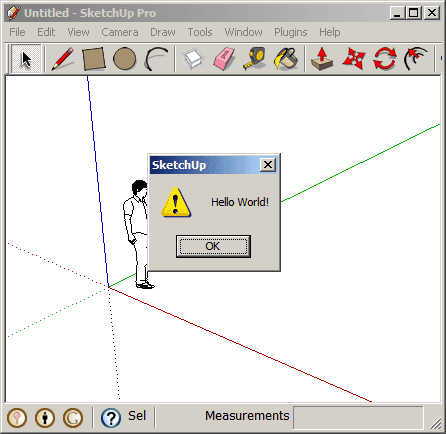 Untitled - SketchUp Pro
File Edit View Camera Draw Tools Window Plugins Help
SketchUp
Hello World!
OK
Sel
Measurements